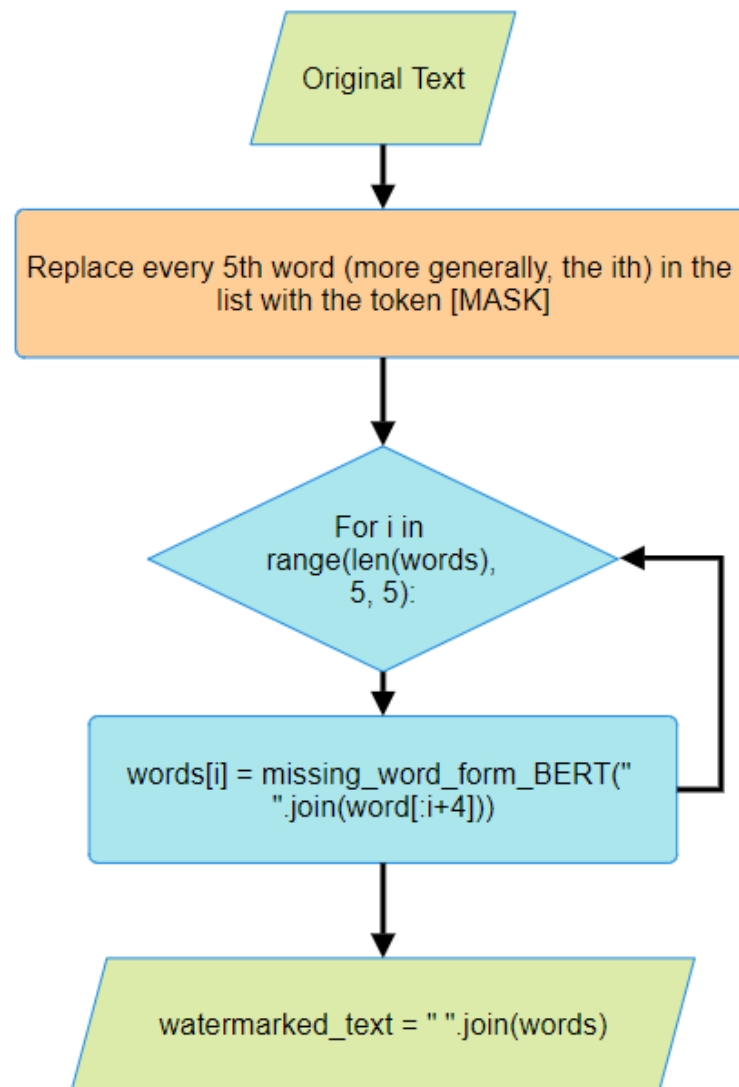 Original Text
Replace every 5th word (more generally, the ith) in the
list with the token [MASK]
For i in
range(len(words),
5, 5):
words[i] = missing_word_form_BERT("
".join(word[:i+4]))
watermarked_text = " ".join(words)